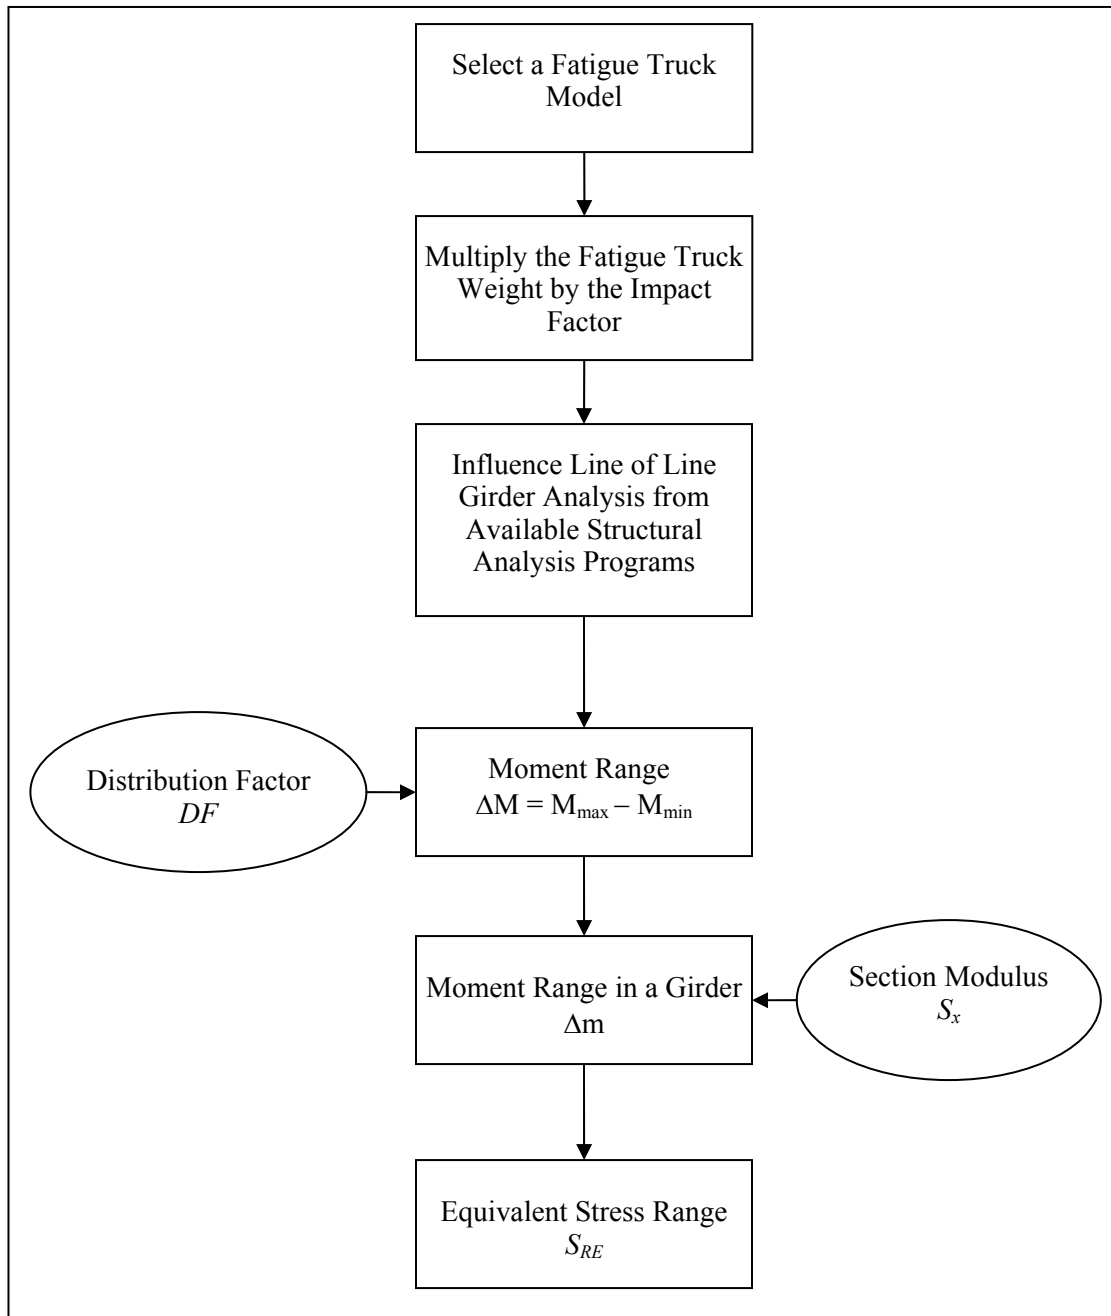 Select a Fatigue Truck
Model
Multiply the Fatigue Truck
Weight by the Impact
Factor
Influence Line of Line
Girder Analysis from
Available Structural
Analysis Programs
Distribution Factor
DF
Moment Range
ΔM = Mmax – Mmin
Moment Range in a Girder
Δm
Section Modulus
Sx
Equivalent Stress Range
SRE